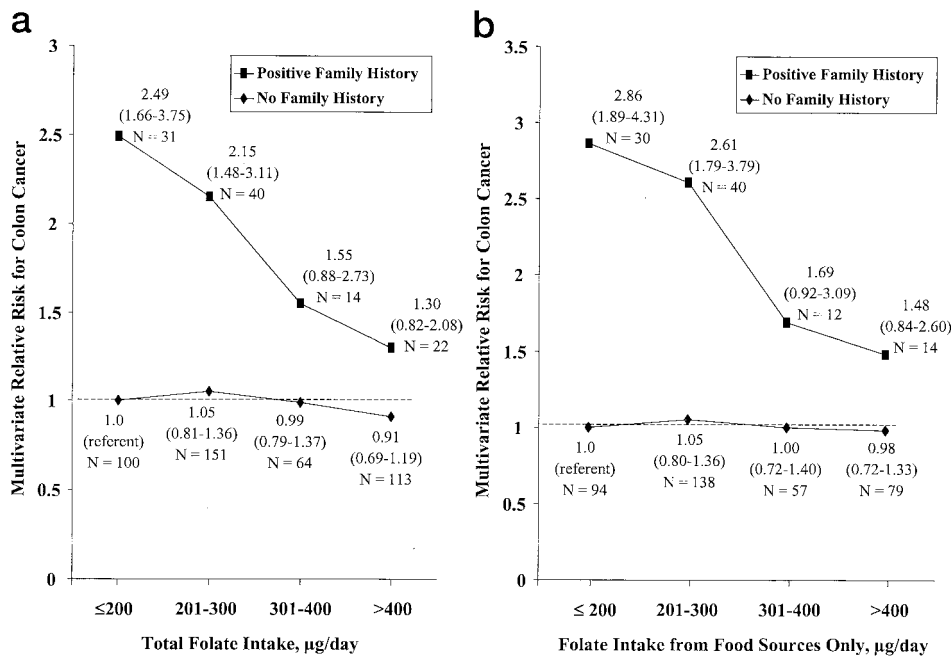 a
Multivariate Relative Risk for Colon Cancer
3
2.5
2
1.5
1
0.5
0
Positive Family History
No Family History
2.49
(1.66-3.75)
N = 31
2.15
(1.48-3.11)
N = 40
1.55
(0.88-2.73)
N = 14
1.30
(0.82-2.08)
N = 22
1.0
(referent)
N = 100
1.05
(0.81-1.36)
N = 151
0.99
(0.79-1.37)
N = 64
0.91
(0.69-1.19)
N = 113
≤200
201-300
301-400
>400
Total Folate Intake, µg/day
b
Multivariate Relative Risk for Colon Cancer
3.5
3
2.5
2
1.5
1
0.5
0
Positive Family History
No Family History
2.86
(1.89-4.31)
N = 30
2.61
(1.79-3.79)
N = 40
1.69
(0.92-3.09)
N = 12
1.48
(0.84-2.60)
N = 14
1.0
(referent)
N = 94
1.05
(0.80-1.36)
N = 138
1.00
(0.72-1.40)
N = 57
0.98
(0.72-1.33)
N = 79
≤ 200
201-300
301-400
>400
Folate Intake from Food Sources Only, µg/day